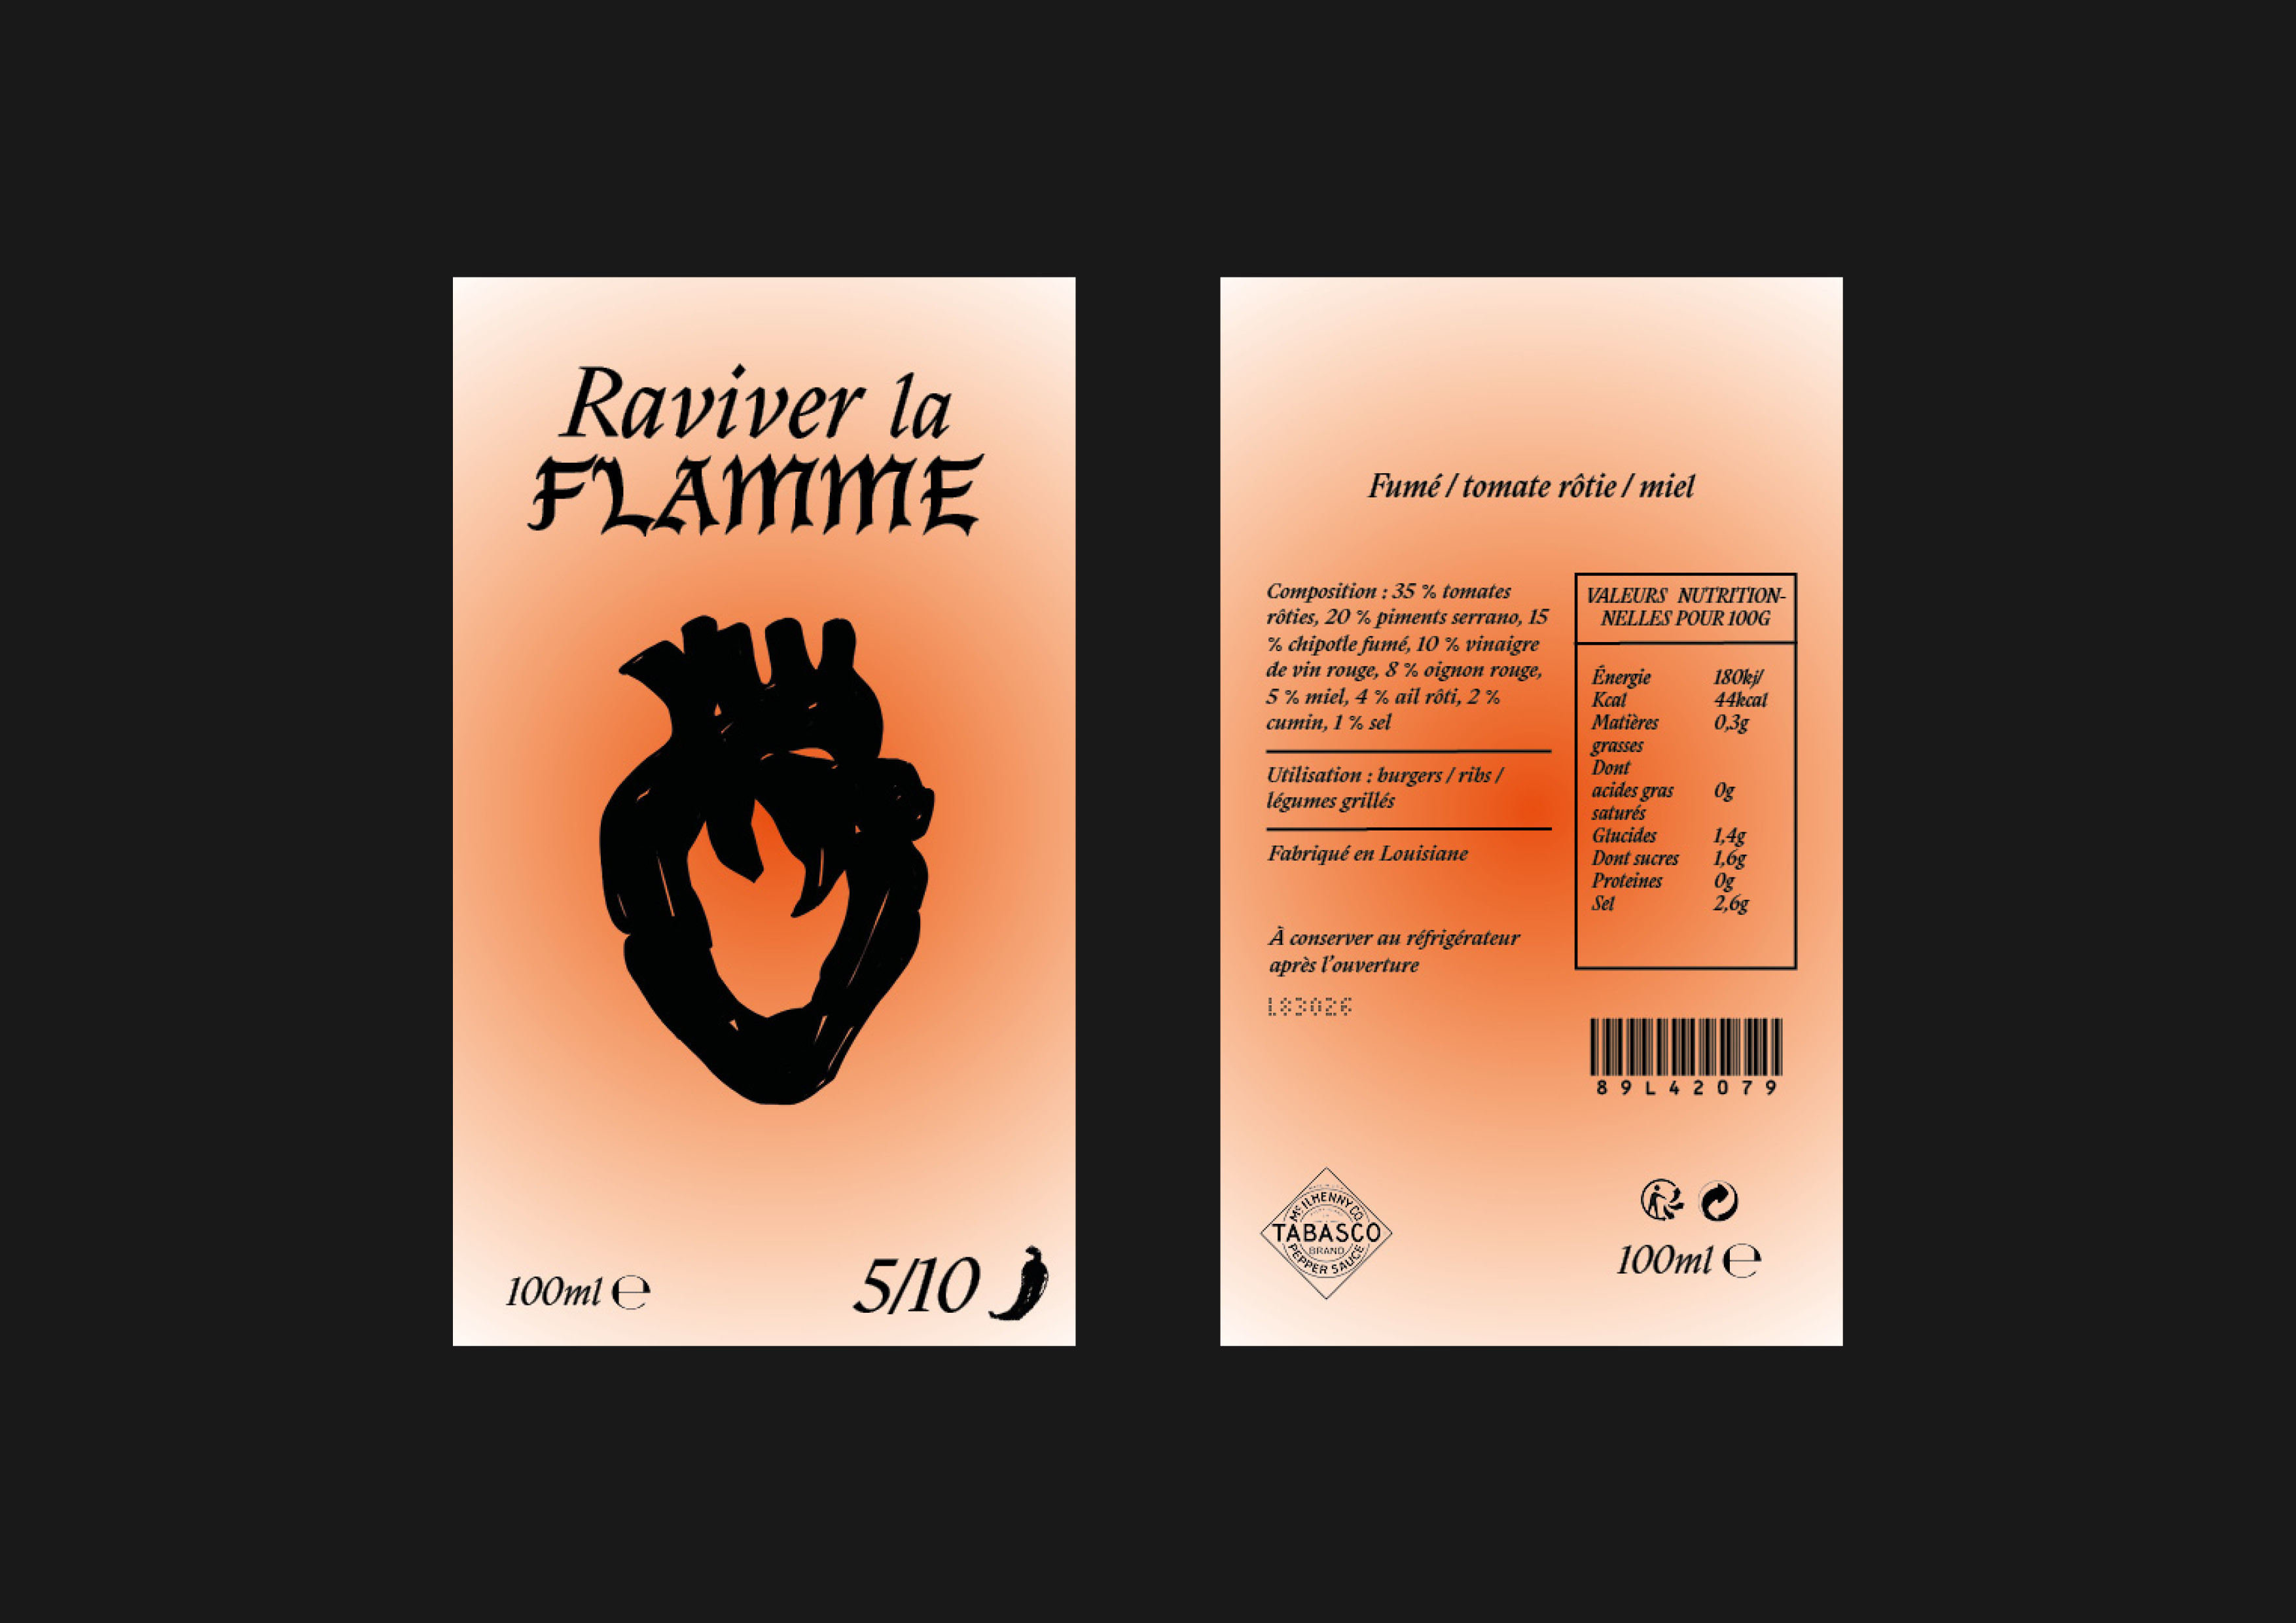 Raviver la
FLAMME
100ml ℮
5/10
Fumé / tomate rôtie / miel
Composition : 35 % tomates
rôties, 20 % piments serrano, 15
% chipotle fumé, 10 % vinaigre
de vin rouge, 8 % oignon rouge,
5 % miel, 4 % ail rôti, 2 %
cumin, 1 % sel
Utilisation : burgers / ribs /
légumes grillés
Fabriqué en Louisiane
À conserver au réfrigérateur
après l'ouverture
L83026
VALEURS NUTRITION-
NELLES POUR 100G
Énergie 180kj/
Kcal 44kcal
Matières 0,3g
grasses
Dont
acides gras 0g
saturés
Glucides 1,4g
Dont sucres 1,6g
Proteines 0g
Sel 2,6g
89L42079
McILHENNY CO.
TABASCO
BRAND
PEPPER SAUCE
100ml ℮